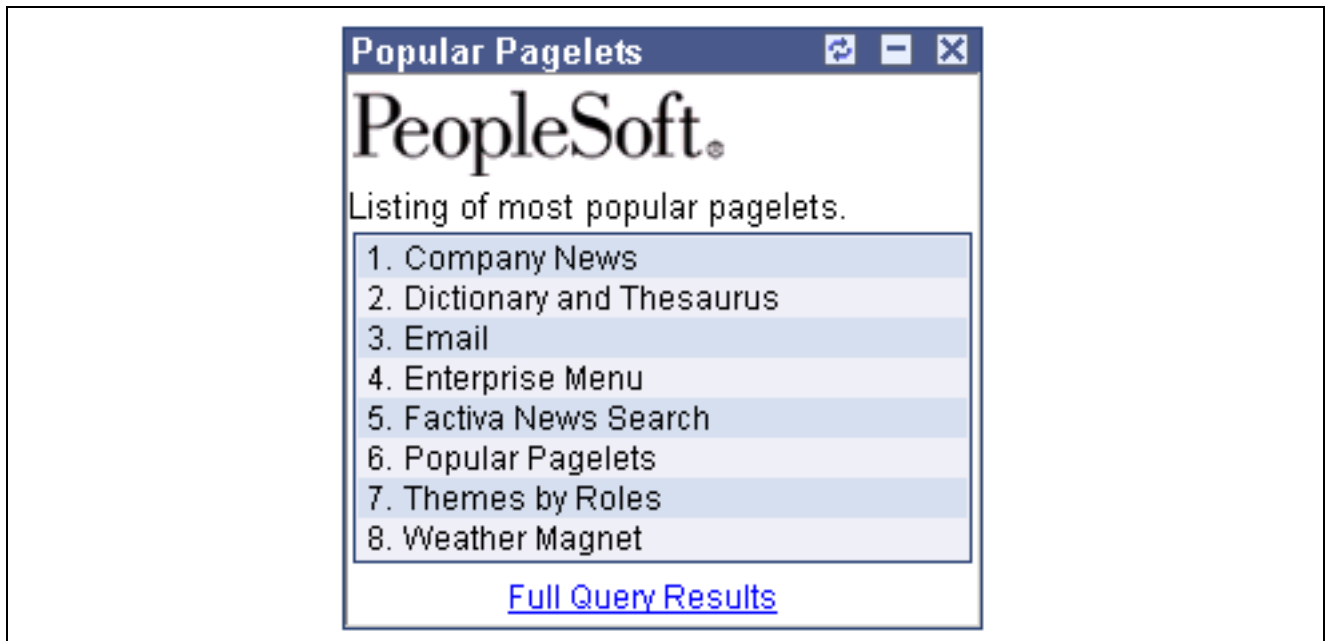 Popular Pagelets
PeopleSoft®
Listing of most popular pagelets.
1. Company News
2. Dictionary and Thesaurus
3. Email
4. Enterprise Menu
5. Factiva News Search
6. Popular Pagelets
7. Themes by Roles
8. Weather Magnet
Full Query Results